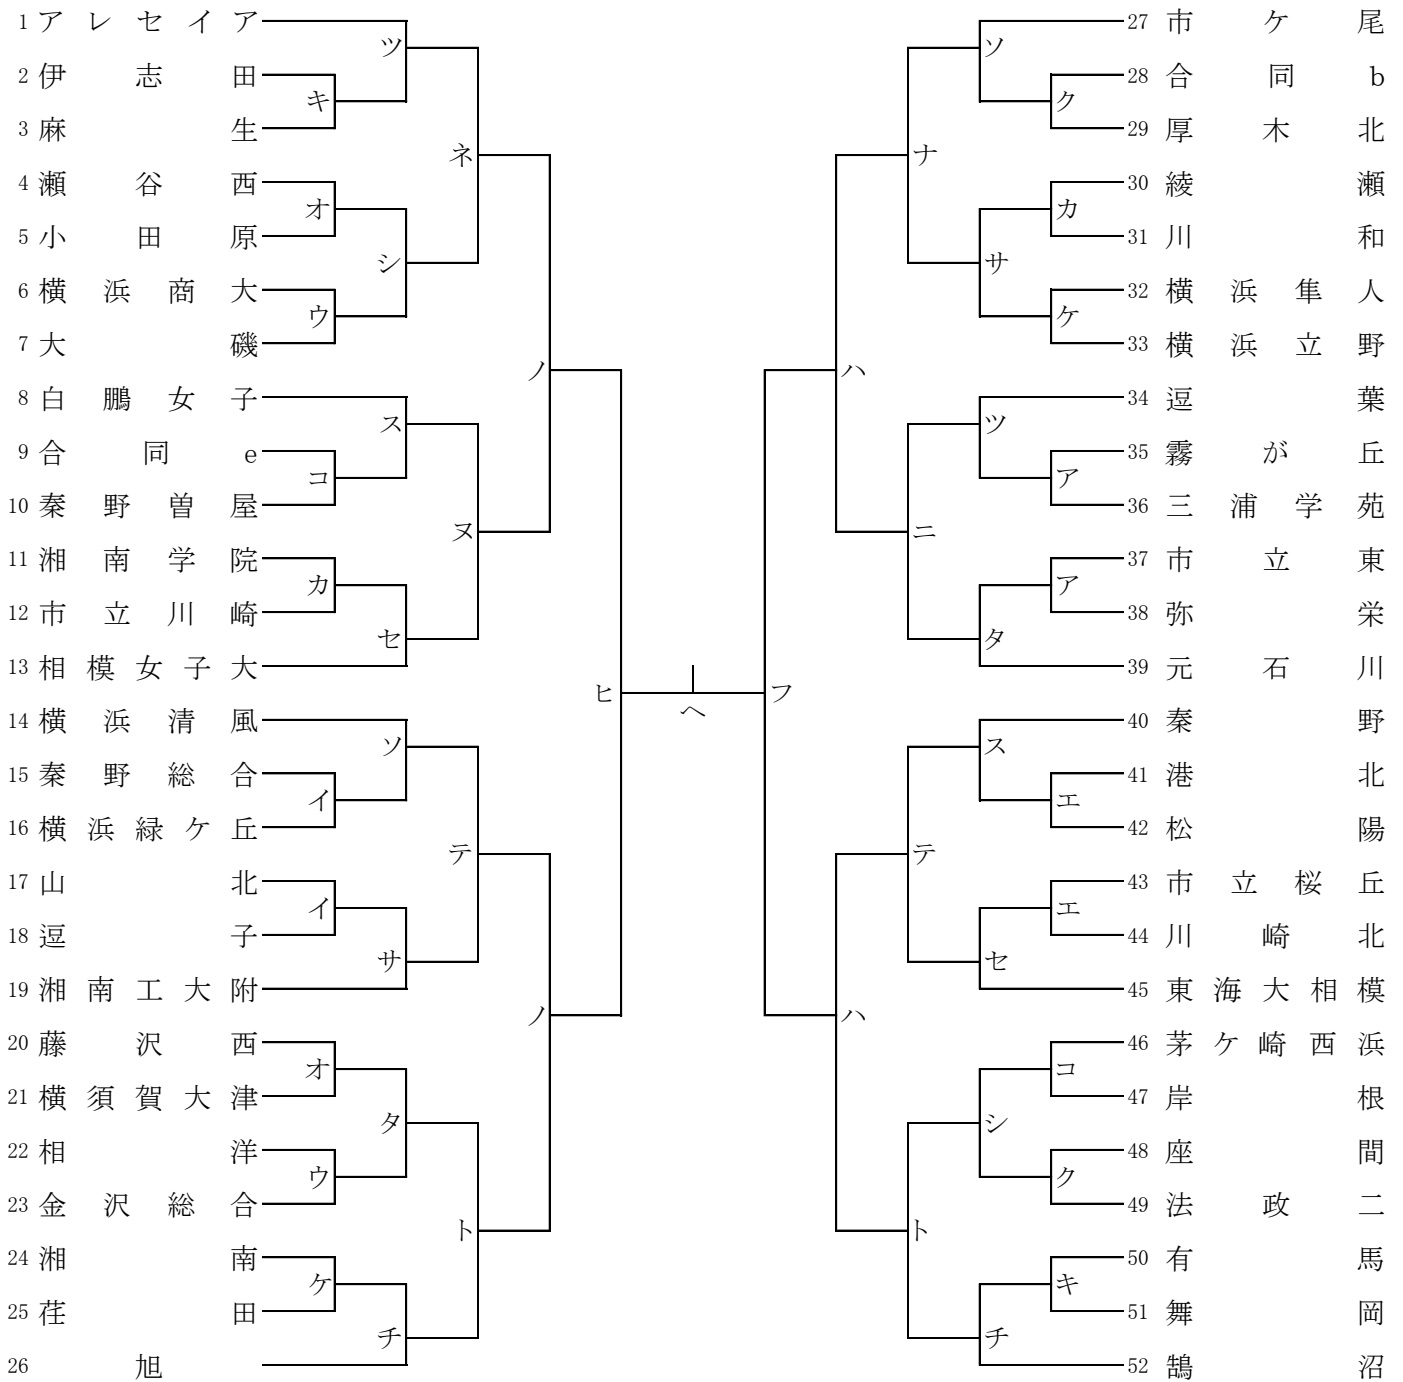 1 アレセイア
ツ
2 伊志田
キ
3 麻生
ネ
4 瀬谷西
オ
5 小田原
シ
6 横浜商大
ウ
7 大磯
ノ
8 白鵬女子
ス
9 合同e
コ
10 秦野曽屋
ヌ
11 湘南学院
カ
12 市立川崎
セ
13 相模女子大
ヒ
14 横浜清風
ソ
15 秦野総合
イ
16 横浜緑ケ丘
テ
17 山北
イ
18 逗子
サ
19 湘南工大附
ノ
20 藤沢西
オ
21 横須賀大津
タ
22 相洋
ウ
23 金沢総合
ト
24 湘南
ケ
25 荏田
チ
26 旭
ヘ
27 市ケ尾
ソ
28 合同b
ク
29 厚木北
ナ
30 綾瀬
カ
31 川和
サ
32 横浜隼人
ケ
33 横浜立野
ハ
34 逗葉
ツ
35 霧が丘
ア
36 三浦学苑
ニ
37 市立東
ア
38 弥栄
タ
39 元石川
フ
40 秦野
ス
41 港北
エ
42 松陽
テ
43 市立桜丘
エ
44 川崎北
セ
45 東海大相模
ハ
46 茅ケ崎西浜
コ
47 岸根
シ
48 座間
ク
49 法政二
ト
50 有馬
キ
51 舞岡
チ
52 鵠沼